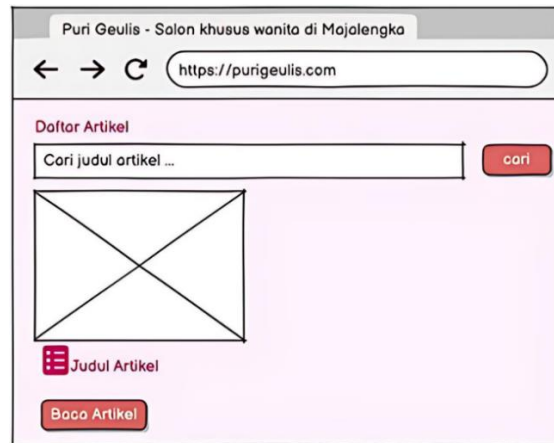 Puri Geulis - Salon khusus wanita di Majalengka
https://purigeulis.com
Daftar Artikel
Cari judul artikel ...
cari
Judul Artikel
Baca Artikel